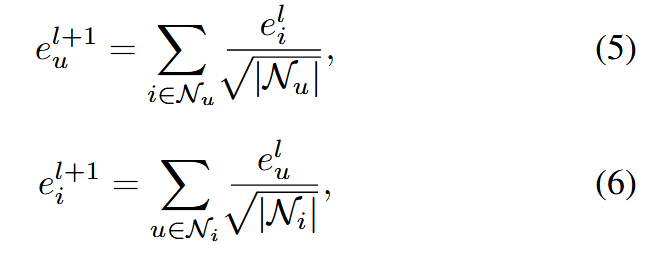 e_u^{l+1} = \sum_{i \in \mathcal{N}_u} \frac{e_i^l}{\sqrt{|\mathcal{N}_u|}}, (5)
e_i^{l+1} = \sum_{u \in \mathcal{N}_i} \frac{e_u^l}{\sqrt{|\mathcal{N}_i|}}, (6)